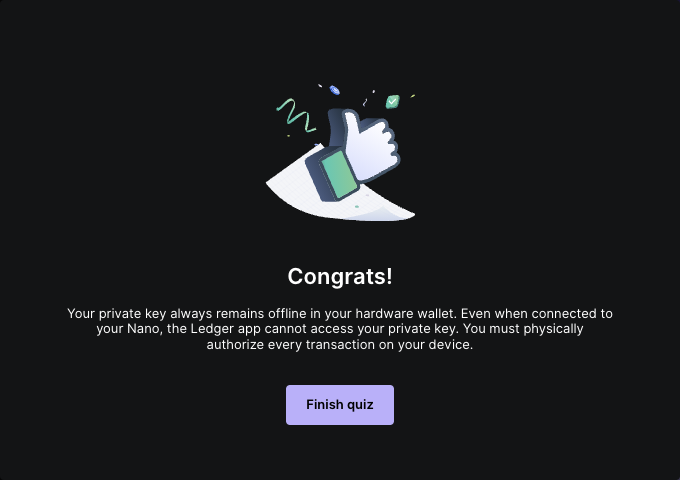 Congrats!
Your private key always remains offline in your hardware wallet. Even when connected to
your Nano, the Ledger app cannot access your private key. You must physically
authorize every transaction on your device.
Finish quiz